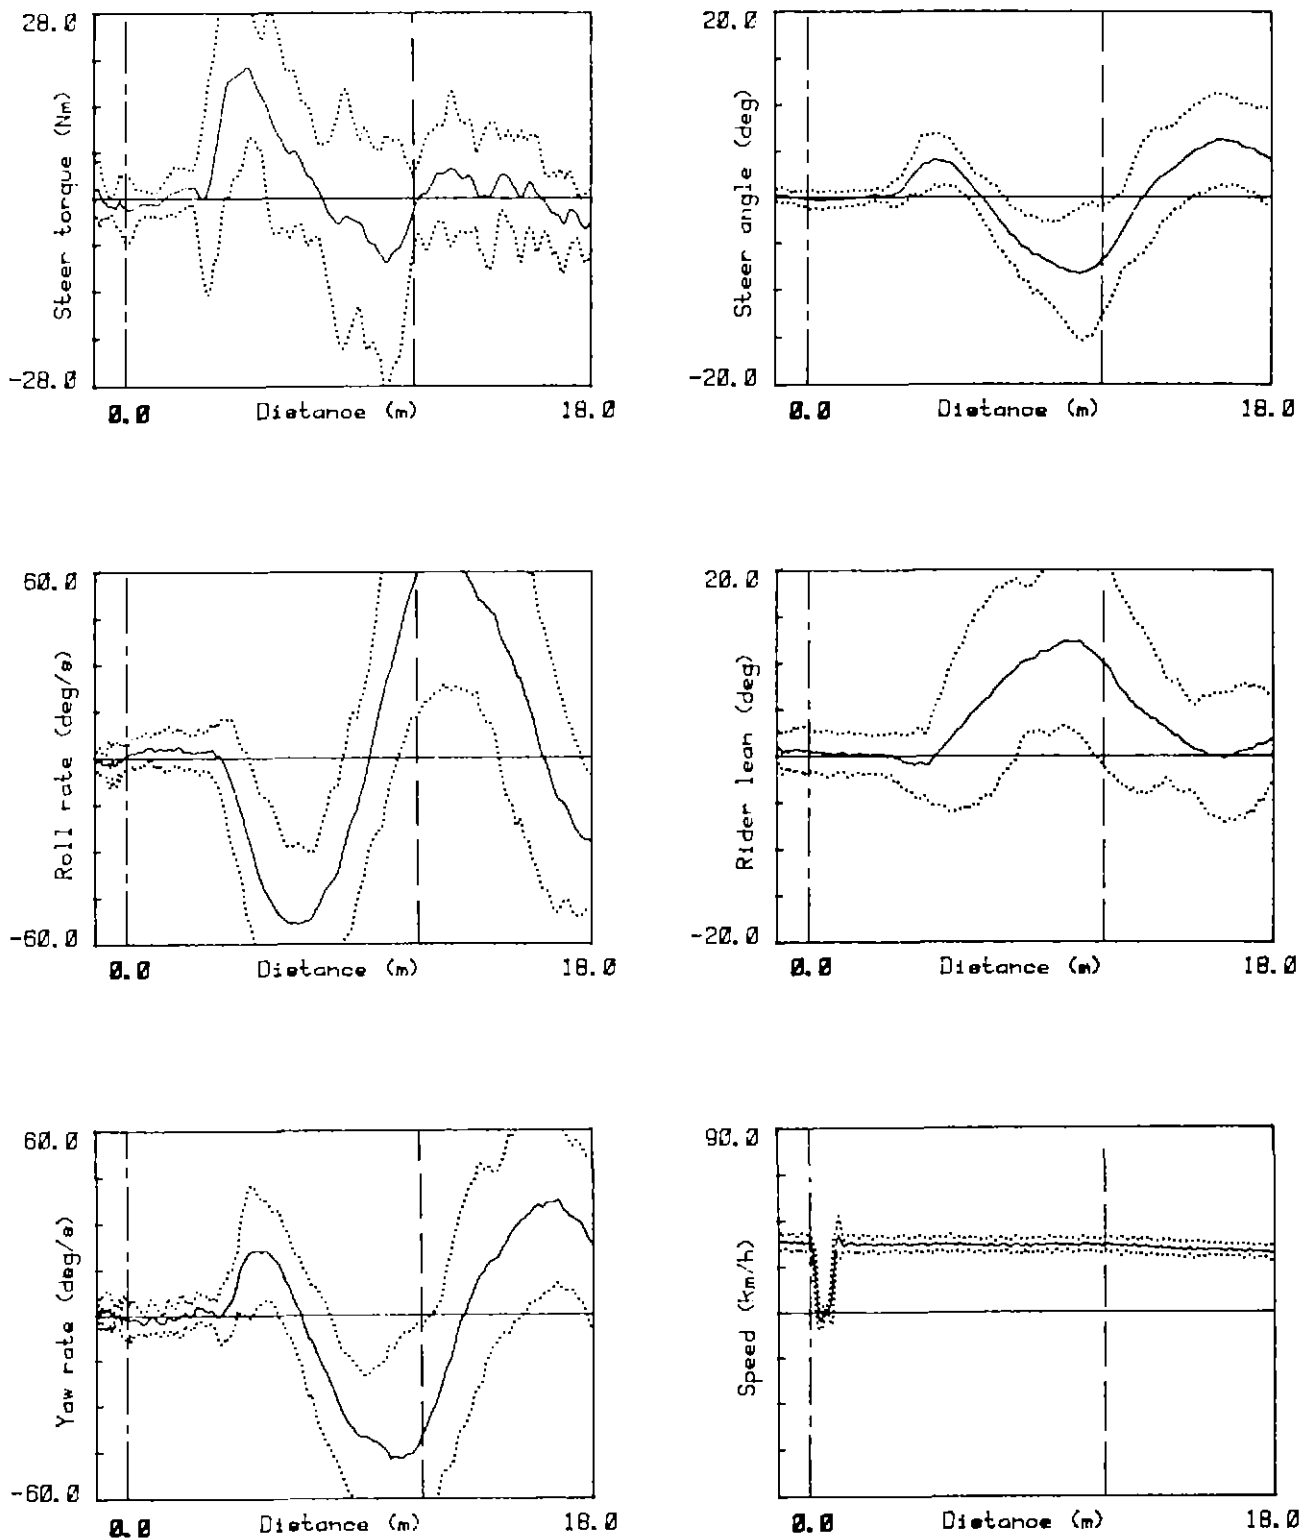 28.0
Steer torque (Nm)
-28.0
0.0
Distance (m)
18.0
20.0
Steer angle (deg)
-20.0
0.0
Distance (m)
18.0
60.0
Roll rate (deg/s)
-60.0
0.0
Distance (m)
18.0
20.0
Rider lean (deg)
-20.0
0.0
Distance (m)
18.0
60.0
Yaw rate (deg/s)
-60.0
0.0
Distance (m)
18.0
90.0
Speed (km/h)
0.0
Distance (m)
18.0